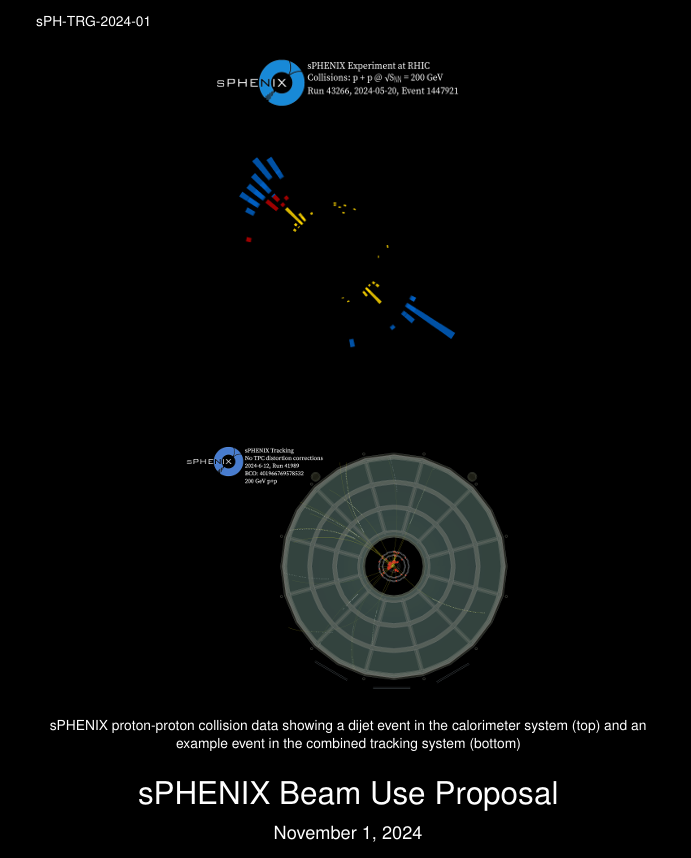 sPH-TRG-2024-01
sPHENIX
sPHENIX Experiment at RHIC
Collisions: p + p @ √SNN = 200 GeV
Run 43266, 2024-05-20, Event 1447921
sPHENIX
sPHENIX Tracking
No TPC distortion corrections
2024-6-12, Run 41989
BCO: 401966769578532
200 GeV p+p
sPHENIX proton-proton collision data showing a dijet event in the calorimeter system (top) and an
example event in the combined tracking system (bottom)
sPHENIX Beam Use Proposal
November 1, 2024